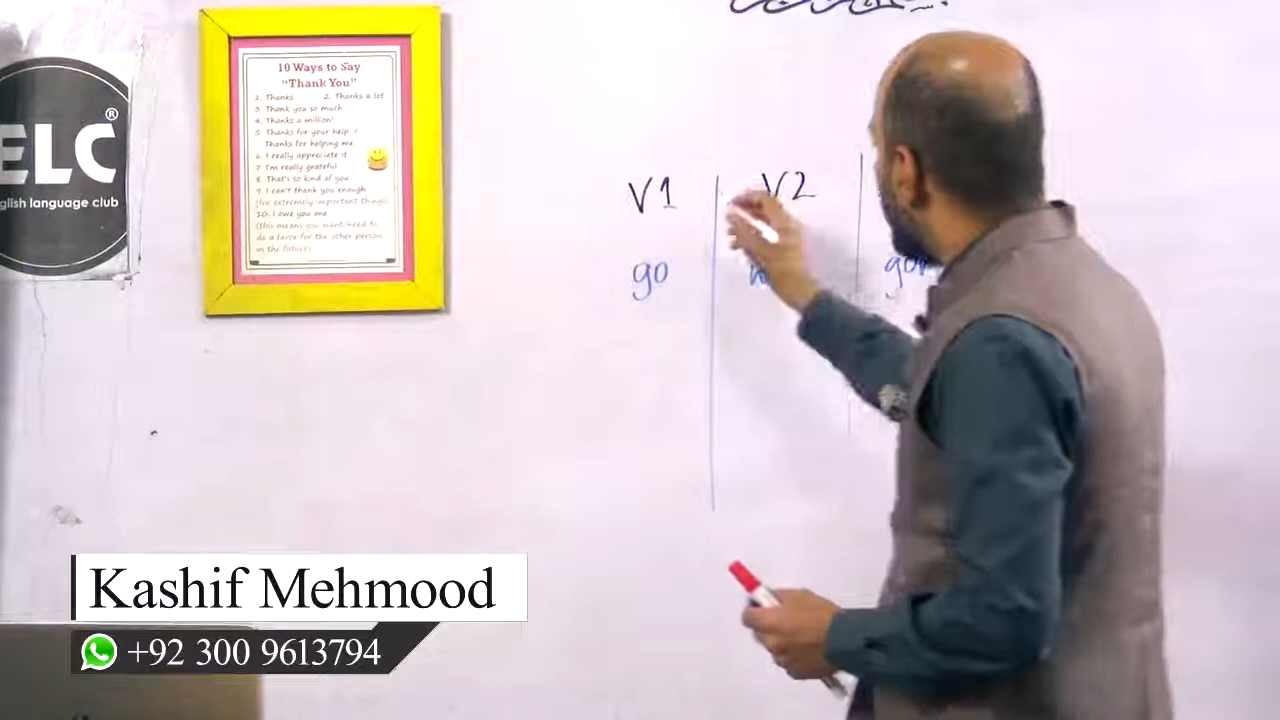 ELC®
glish language club
10 Ways to Say
"Thank You"
1. Thanks 2. Thanks a lot
3. Thank you so much
4. Thanks a million!
5. Thanks for your help /
Thanks for helping me
6. I really appreciate it
7. I'm really grateful
8. That's so kind of you.
9. I can't thank you enough
(for extremely important things)
10. I owe you one.
(this means you want/need to
do a favor for the other person
in the future)
V1 V2
go
Kashif Mehmood
+92 300 9613794